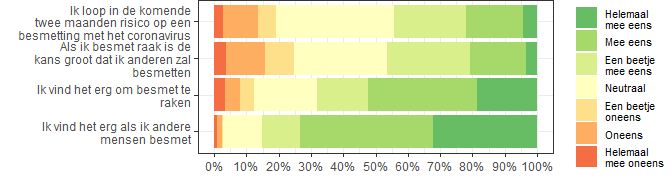 Ik loop in de komende
twee maanden risico op een
besmetting met het coronavirus
Als ik besmet raak is de
kans groot dat ik anderen zal
besmetten
Ik vind het erg om besmet te
raken
Ik vind het erg als ik andere
mensen besmet
0% 10% 20% 30% 40% 50% 60% 70% 80% 90% 100%
Helemaal
mee eens
Mee eens
Een beetje
mee eens
Neutraal
Een beetje
oneens
Oneens
Helemaal
mee oneens